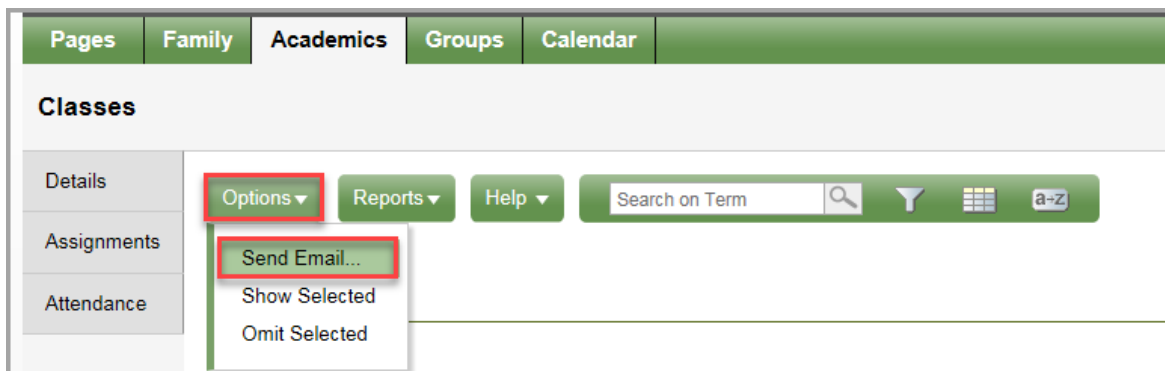 Pages Family Academics Groups Calendar
Classes
Details
Options Reports Help Search on Term a-z
Assignments
Send Email...
Attendance
Show Selected
Omit Selected